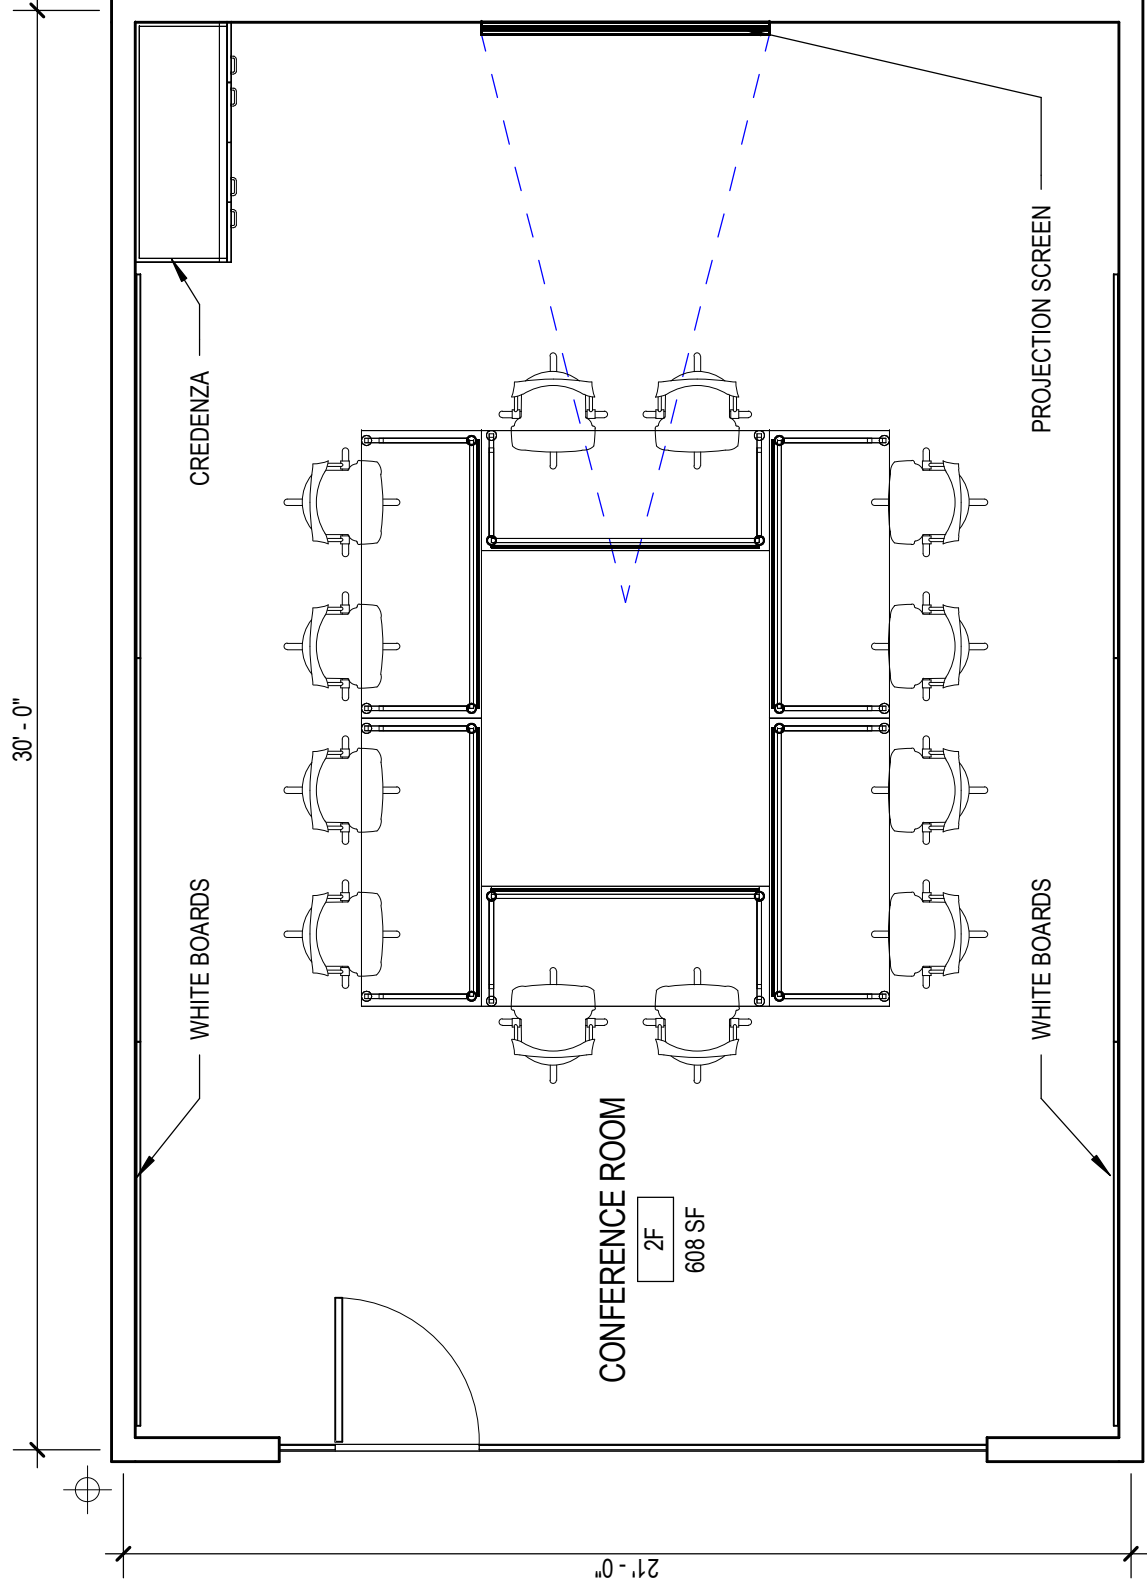 30' - 0"
CREDENZA
PROJECTION SCREEN
WHITE BOARDS
WHITE BOARDS
CONFERENCE ROOM
2F
608 SF
21' - 0"